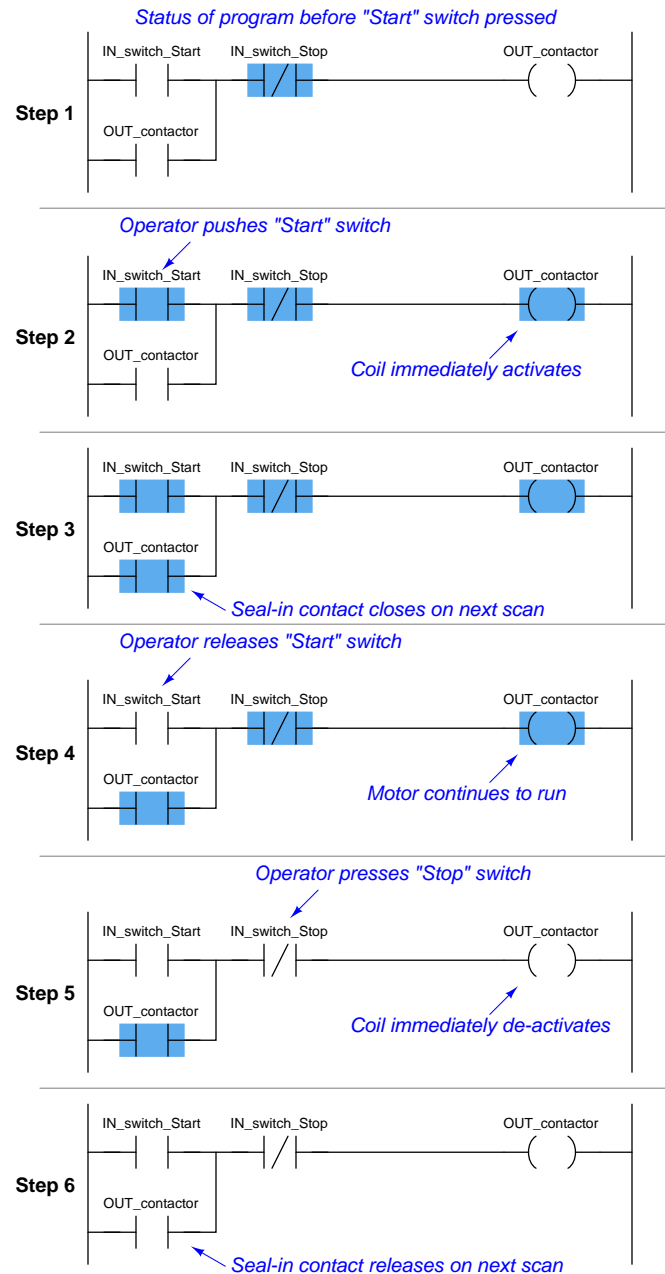 Status of program before "Start" switch pressed
IN_switch_Start IN_switch_Stop OUT_contactor
Step 1
OUT_contactor
Operator pushes "Start" switch
IN_switch_Start IN_switch_Stop OUT_contactor
Step 2
OUT_contactor
Coil immediately activates
IN_switch_Start IN_switch_Stop OUT_contactor
Step 3
OUT_contactor
Seal-in contact closes on next scan
Operator releases "Start" switch
IN_switch_Start IN_switch_Stop OUT_contactor
Step 4
OUT_contactor
Motor continues to run
Operator presses "Stop" switch
IN_switch_Start IN_switch_Stop OUT_contactor
Step 5
OUT_contactor
Coil immediately de-activates
IN_switch_Start IN_switch_Stop OUT_contactor
Step 6
OUT_contactor
Seal-in contact releases on next scan